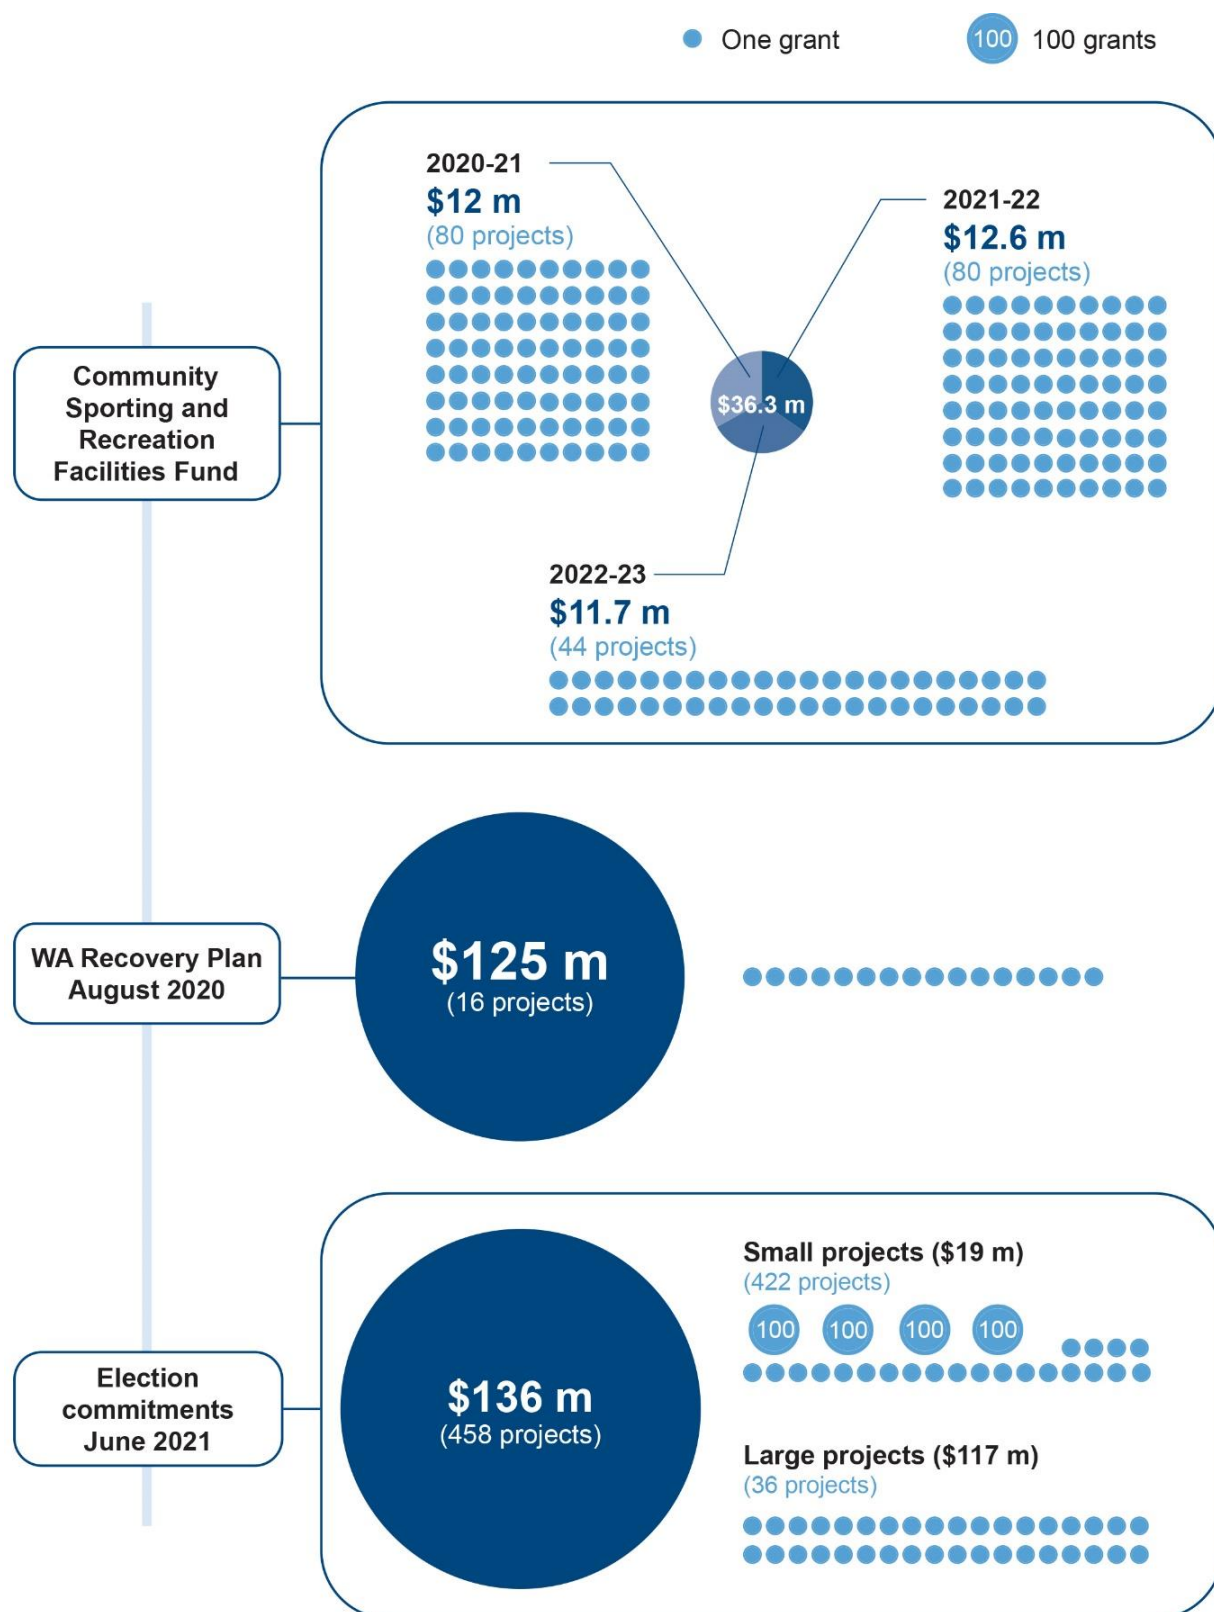 One grant
100
100 grants
2020-21
$12 m
(80 projects)
2021-22
$12.6 m
(80 projects)
Community
Sporting and
Recreation
Facilities Fund
$36.3 m
2022-23
$11.7 m
(44 projects)
WA Recovery Plan
August 2020
$125 m
(16 projects)
Election
commitments
June 2021
$136 m
(458 projects)
Small projects ($19 m)
(422 projects)
100 100 100 100
Large projects ($117 m)
(36 projects)